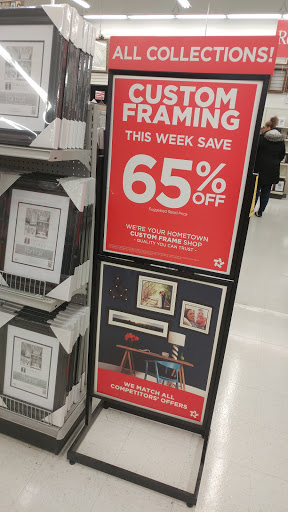 ALL COLLECTIONS!
CUSTOM
FRAMING
THIS WEEK SAVE
65% OFF
Suggested Retail Price
WE'RE YOUR HOMETOWN
CUSTOM FRAME SHOP
- QUALITY YOU CAN TRUST -
WE MATCH ALL
COMPETITORS' OFFERS